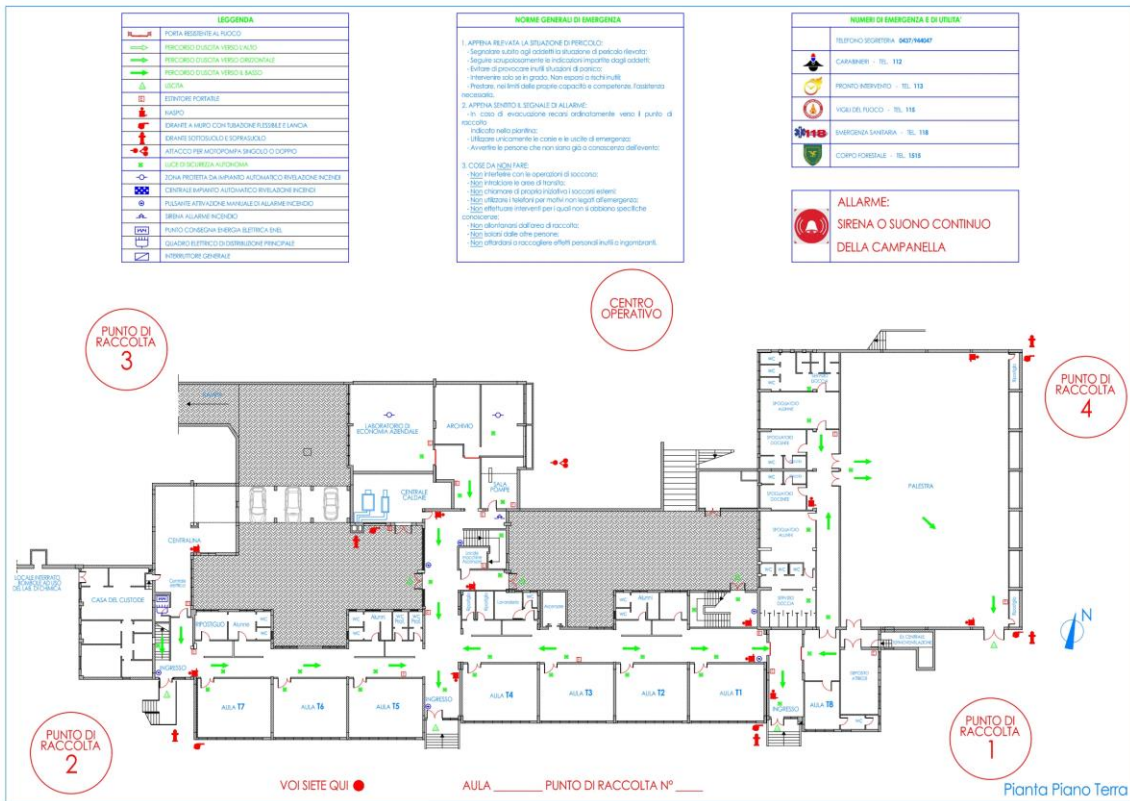 LEGGENDA
PORTA RESISTENTE AL FUOCO
PERCORSO D'USCITA VERSO L'ALTO
PERCORSO D'USCITA VERSO ORIZZONTALE
PERCORSO D'USCITA VERSO IL BASSO
USCITA
ESTINTORE PORTATILE
NASPO
IDRANTE A MURO CON TUBAZIONE FLESSIBILE E LANCIA
IDRANTE SOTTOSUOLO E SOPRASUOLO
ATTACCO PER MOTOPOMPA SINGOLO O DOPPIO
LUCE DI SICUREZZA AUTONOMA
ZONA PROTETTA DA IMPIANTO AUTOMATICO RIVELAZIONE INCENDI
CENTRALE IMPIANTO AUTOMATICO RIVELAZIONE INCENDI
PULSANTE ATTIVAZIONE MANUALE DI ALLARME INCENDIO
SIRENA ALLARME INCENDIO
PUNTO CONSEGNA ENERGIA ELETTRICA ENEL
QUADRO ELETTRICO DI DISTRIBUZIONE PRINCIPALE
INTERRUTTORE GENERALE
NORME GENERALI DI EMERGENZA
1. APPENA RILEVATA LA SITUAZIONE DI PERICOLO:
- Segnalare subito agli addetti la situazione di pericolo rilevata;
- Seguire scrupolosamente le indicazioni impartite dagli addetti;
- Evitare di provocare inutili situazioni di panico;
- Intervenire solo se in grado. Non esporsi a rischi inutili;
- Prestare, nei limiti delle proprie capacità e competenze, l'assistenza
necessaria.
2. APPENA SENTITO IL SEGNALE DI ALLARME:
- In caso di evacuazione recarsi ordinatamente verso il punto di
raccolta
indicato nella piantina;
- Utilizzare unicamente le corsie e le uscite di emergenza;
- Avvertire le persone che non siano già a conoscenza dell'evento;
3. COSE DA NON FARE:
- Non interferire con le operazioni di soccorso;
- Non intralciare le aree di transito;
- Non chiamare di propria iniziativa i soccorsi esterni;
- Non utilizzare i telefoni per motivi non legati all'emergenza;
- Non effettuare interventi per i quali non si abbiano specifiche
conoscenze;
- Non allontanarsi dall'area di raccolta;
- Non isolarsi dalle altre persone;
- Non attardarsi a raccogliere effetti personali inutili o ingombranti.
NUMERI DI EMERGENZA E DI UTILITA'
TELEFONO SEGRETERIA 0437/944047
CARABINIERI - TEL. 112
PRONTO INTERVENTO - TEL. 113
VIGILI DEL FUOCO - TEL. 115
118
EMERGENZA SANITARIA - TEL. 118
CORPO FORESTALE - TEL. 1515
ALLARME:
SIRENA O SUONO CONTINUO
DELLA CAMPANELLA
CENTRO
OPERATIVO
PUNTO DI
RACCOLTA
3
PUNTO DI
RACCOLTA
4
LABORATORIO DI
ECONOMIA AZIENDALE
ARCHIVIO
SALA
POMPE
CENTRALE
CALDAIE
CENTRALINA
CASA DEL CUSTODE
PALESTRA
RIPOSTIGLIO
Alunne
Alunni
Alunni
INGRESSO
AULA T7
AULA T6
AULA T5
INGRESSO
AULA T4
AULA T3
AULA T2
AULA T1
INGRESSO
AULA T8
PUNTO DI
RACCOLTA
2
PUNTO DI
RACCOLTA
1
N
VOI SIETE QUI
AULA _______ PUNTO DI RACCOLTA N° ____
Pianta Piano Terra